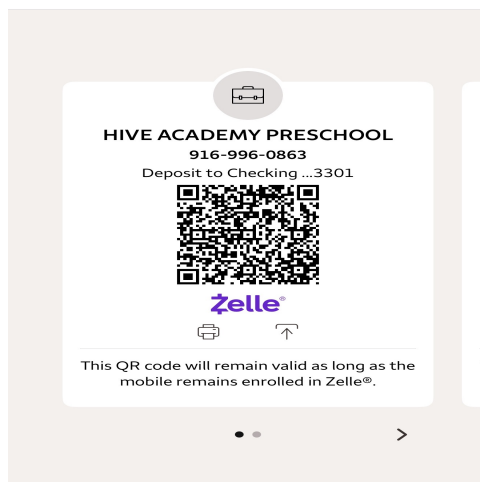 HIVE ACADEMY PRESCHOOL
916-996-0863
Deposit to Checking ...3301
Zelle®
This QR code will remain valid as long as the
mobile remains enrolled in Zelle®.